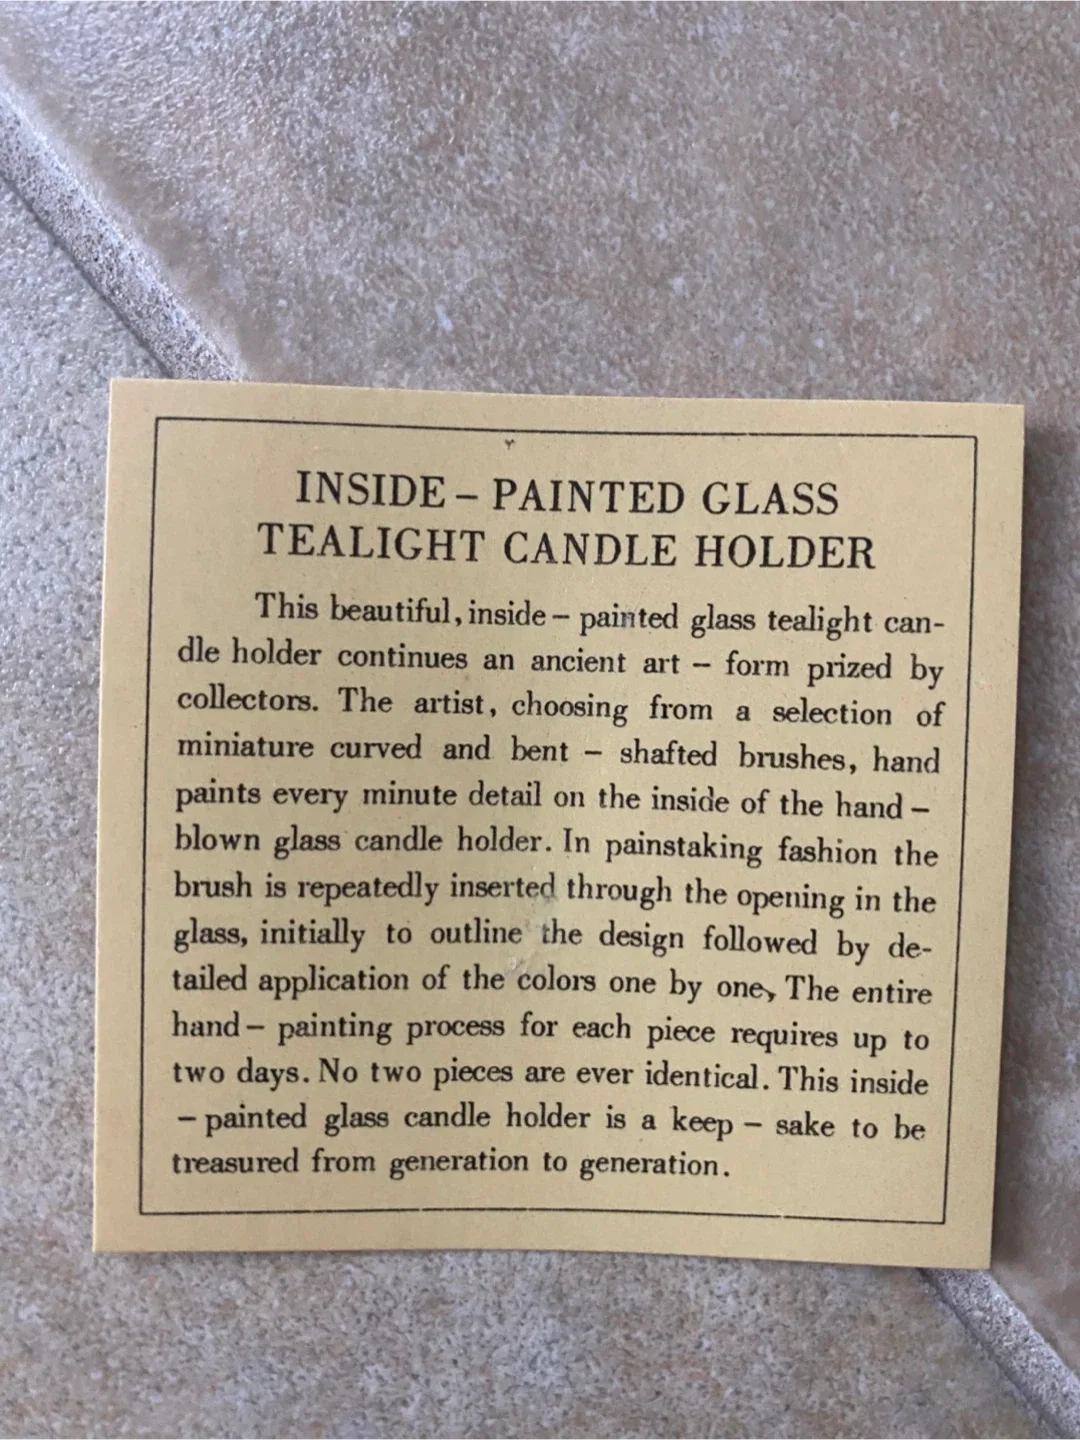 INSIDE – PAINTED GLASS
TEALIGHT CANDLE HOLDER
This beautiful, inside – painted glass tealight can-
dle holder continues an ancient art – form prized by
collectors. The artist, choosing from a selection of
miniature curved and bent – shafted brushes, hand
paints every minute detail on the inside of the hand –
blown glass candle holder. In painstaking fashion the
brush is repeatedly inserted through the opening in the
glass, initially to outline the design followed by de-
tailed application of the colors one by one, The entire
hand – painting process for each piece requires up to
two days. No two pieces are ever identical. This inside
– painted glass candle holder is a keep – sake to be
treasured from generation to generation.